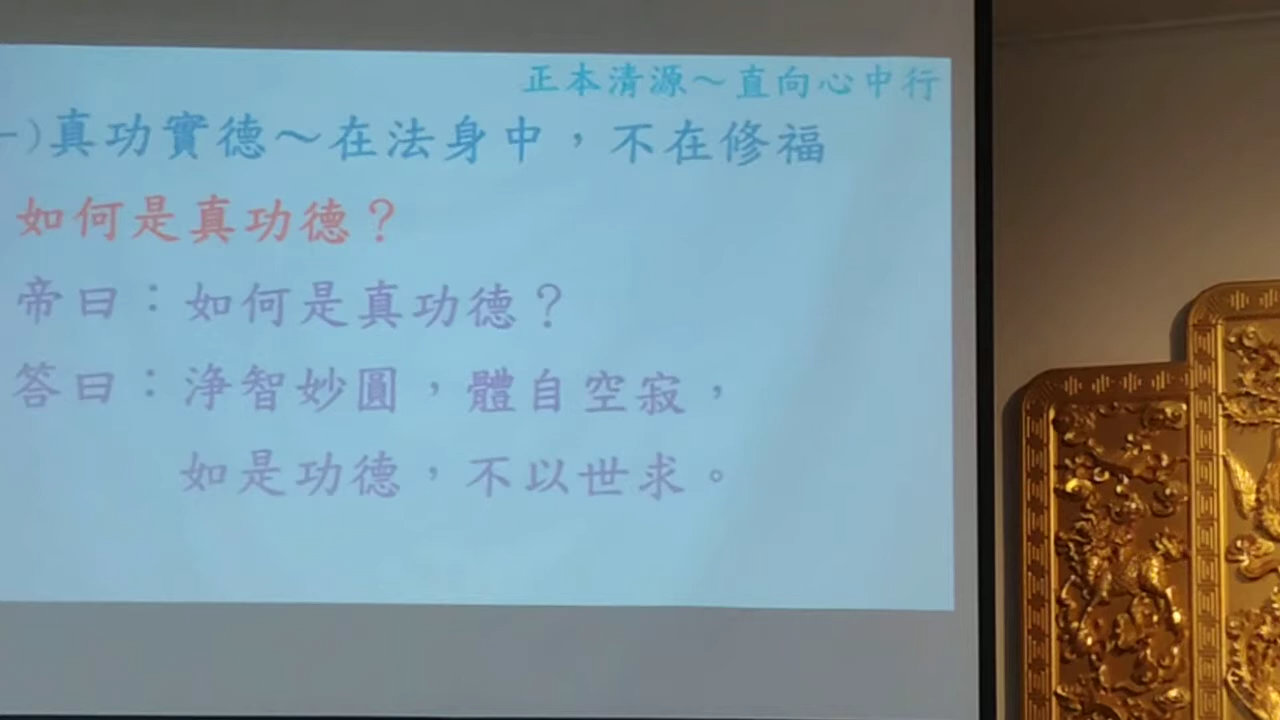 正本清源～直向心中行
一)真功實德～在法身中，不在修福
如何是真功德？
帝曰：如何是真功德？
答曰：淨智妙圓，體自空寂，
如是功德，不以世求。